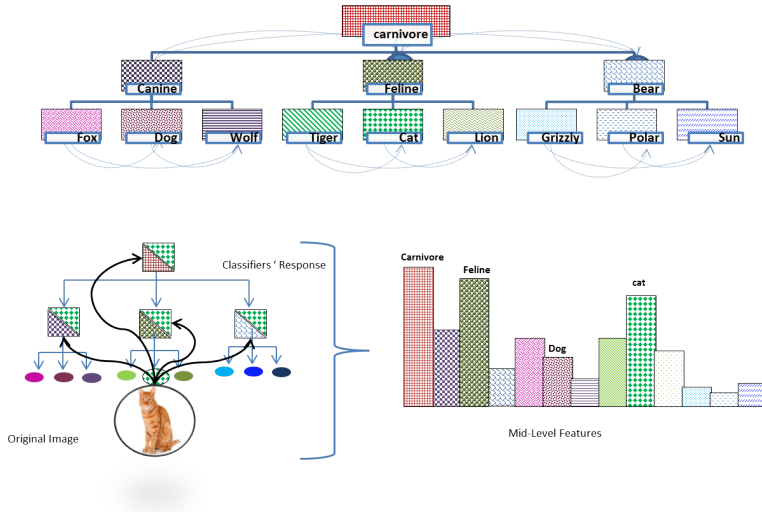 carnivore
Canine
Feline
Bear
Fox
Dog
Wolf
Tiger
Cat
Lion
Grizzly
Polar
Sun
Classifiers ‘ Response
Original Image
Carnivore
Feline
cat
Dog
Mid-Level Features